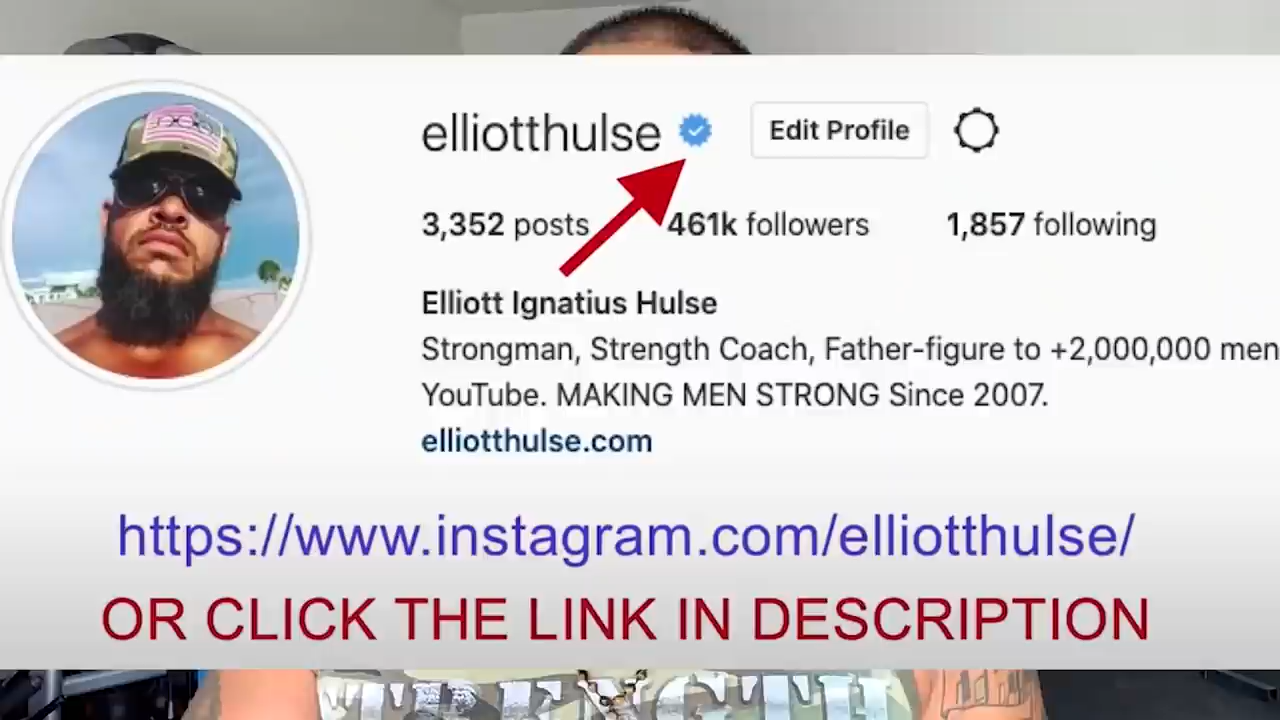 elliotthulse Edit Profile
3,352 posts 461k followers 1,857 following
Elliott Ignatius Hulse
Strongman, Strength Coach, Father-figure to +2,000,000 men
YouTube. MAKING MEN STRONG Since 2007.
elliotthulse.com
https://www.instagram.com/elliotthulse/
OR CLICK THE LINK IN DESCRIPTION